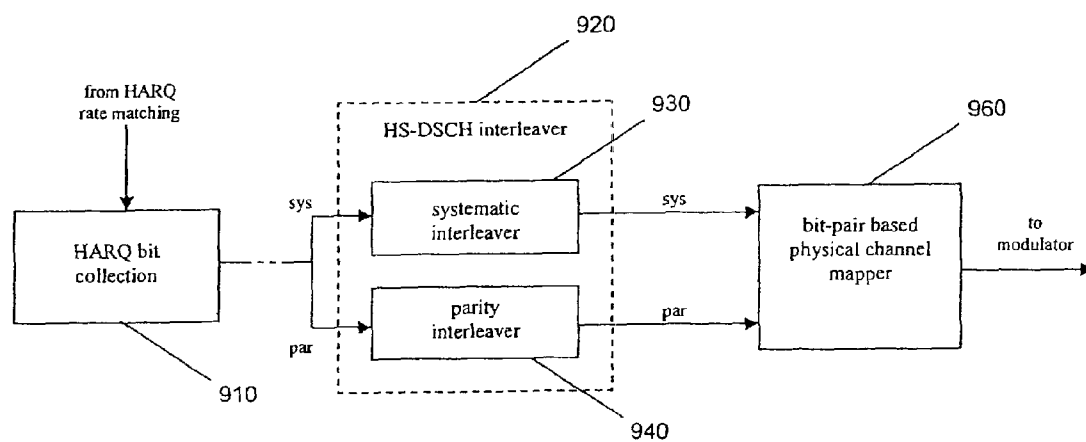 920
from HARQ
rate matching
930
HS-DSCH interleaver
960
sys
systematic
interleaver
sys
HARQ bit
collection
bit-pair based
physical channel
mapper
to
modulator
parity
interleaver
par
par
910
940